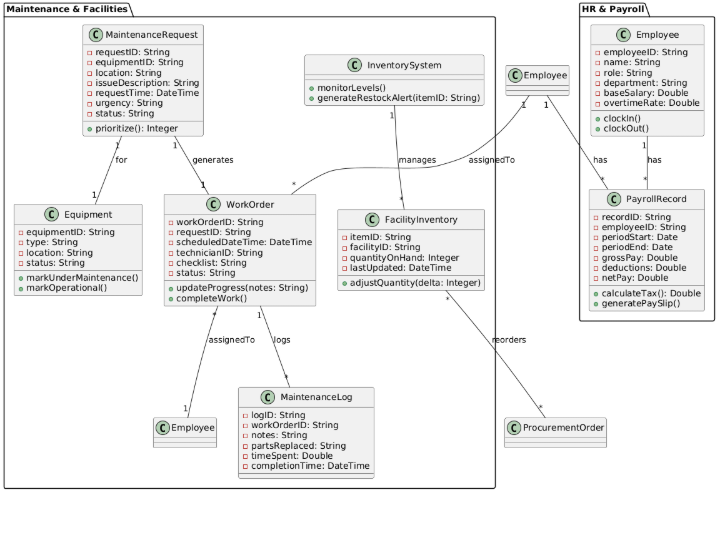 Maintenance & Facilities
HR & Payroll
C MaintenanceRequest
requestID: String
equipmentID: String
location: String
issueDescription: String
requestTime: DateTime
urgency: String
status: String
prioritize(): Integer
C InventorySystem
monitorLevels()
generateRestockAlert(itemID: String)
C Employee
C Employee
employeeID: String
name: String
role: String
department: String
baseSalary: Double
overtimeRate: Double
clockIn()
clockOut()
1
for
1
1
generates
1
1
manages
*
1
assignedTo
*
1
has
*
1
has
*
C Equipment
equipmentID: String
type: String
location: String
status: String
markUnderMaintenance()
markOperational()
C WorkOrder
workOrderID: String
requestID: String
scheduledDateTime: DateTime
technicianID: String
checklist: String
status: String
updateProgress(notes: String)
completeWork()
C FacilityInventory
itemID: String
facilityID: String
quantityOnHand: Integer
lastUpdated: DateTime
adjustQuantity(delta: Integer)
C PayrollRecord
recordID: String
employeeID: String
periodStart: Date
periodEnd: Date
grossPay: Double
deductions: Double
netPay: Double
calculateTax(): Double
generatePaySlip()
*
assignedTo
1
1
logs
*
*
reorders
*
C Employee
C MaintenanceLog
logID: String
workOrderID: String
notes: String
partsReplaced: String
timeSpent: Double
completionTime: DateTime
C ProcurementOrder